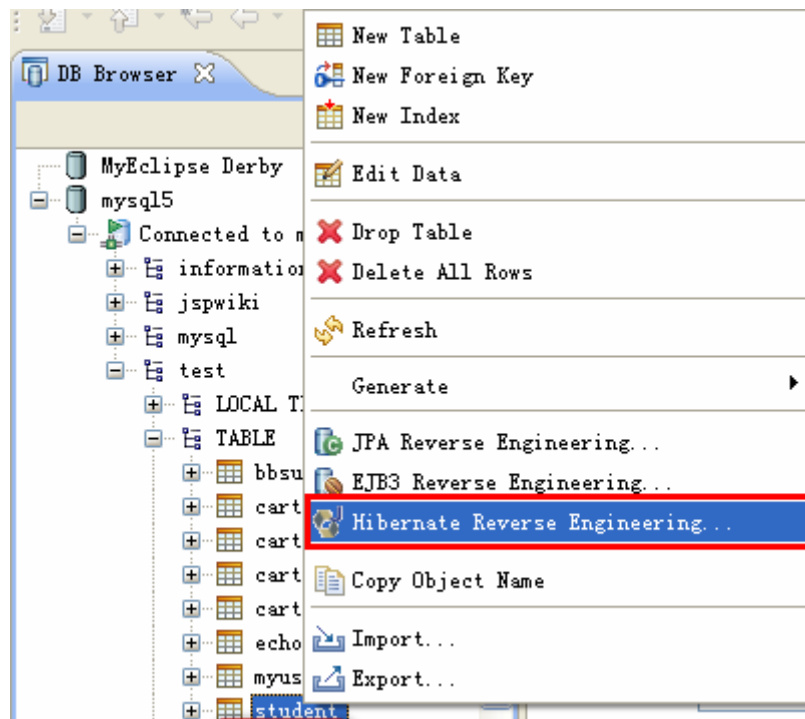 DB Browser
MyEclipse Derby
mysql5
Connected to m
information
jspwiki
mysql
test
LOCAL T
TABLE
bbsu
cart
cart
cart
cart
echo
myus
student
New Table
New Foreign Key
New Index
Edit Data
Drop Table
Delete All Rows
Refresh
Generate
JPA Reverse Engineering...
EJB3 Reverse Engineering...
Hibernate Reverse Engineering...
Copy Object Name
Import...
Export...